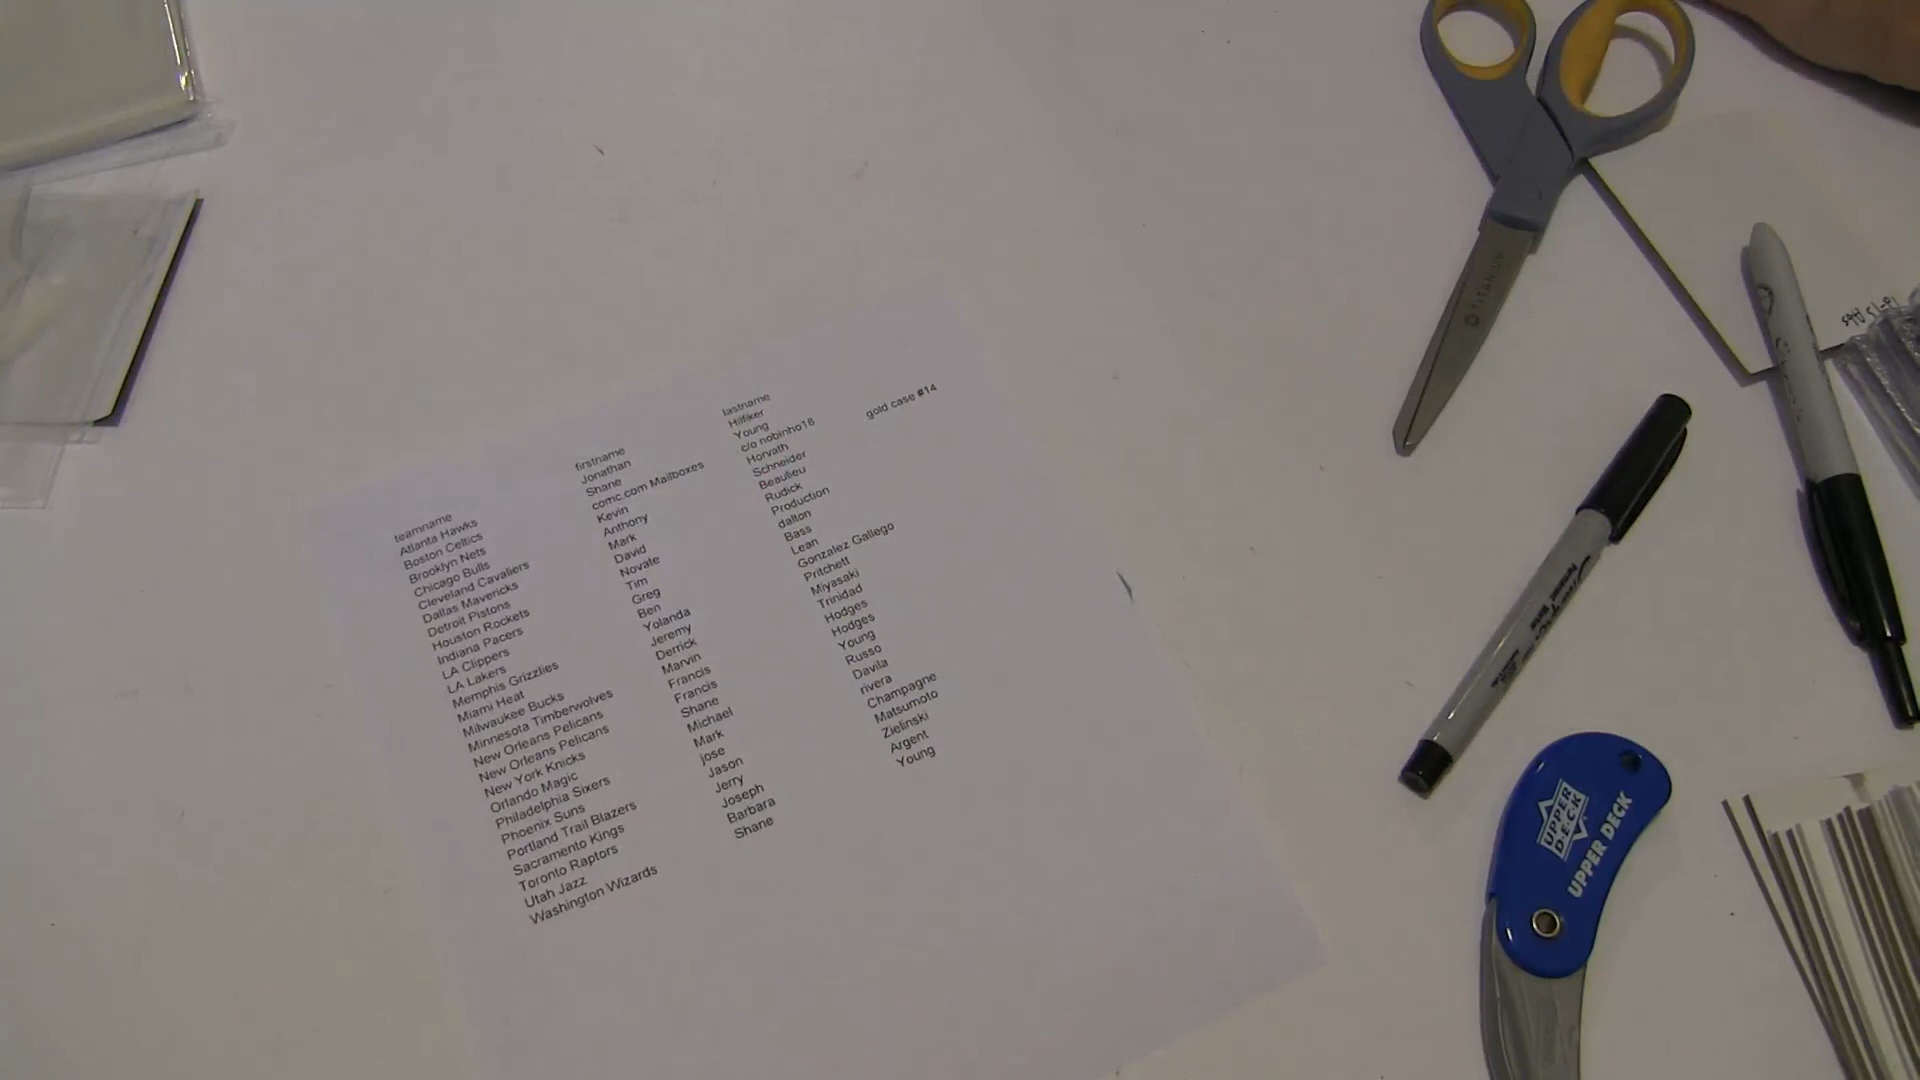 teamname firstname lastname
Atlanta Hawks Jonathan Hilfiker
Boston Celtics Shane Young
Brooklyn Nets comc.com Mailboxes c/o nobinho18
Chicago Bulls Kevin Horvath gold case #14
Cleveland Cavaliers Anthony Schneider
Dallas Mavericks Mark Beaulieu
Detroit Pistons David Rudick
Houston Rockets Novate Production
Indiana Pacers Tim dalton
LA Clippers Greg Bass
LA Lakers Ben Lean
Memphis Grizzlies Yolanda Gonzalez Gallego
Miami Heat Jeremy Pritchett
Milwaukee Bucks Derrick Miyasaki
Minnesota Timberwolves Marvin Trinidad
New Orleans Pelicans Francis Hodges
New Orleans Pelicans Francis Hodges
New York Knicks Shane Young
Orlando Magic Michael Russo
Philadelphia Sixers Mark Davila
Phoenix Suns jose rivera
Portland Trail Blazers Jason Champagne
Sacramento Kings Jerry Matsumoto
Toronto Raptors Joseph Zielinski
Utah Jazz Barbara Argent
Washington Wizards Shane Young
TITANIUM
UPPER
DECK
UPPER DECK